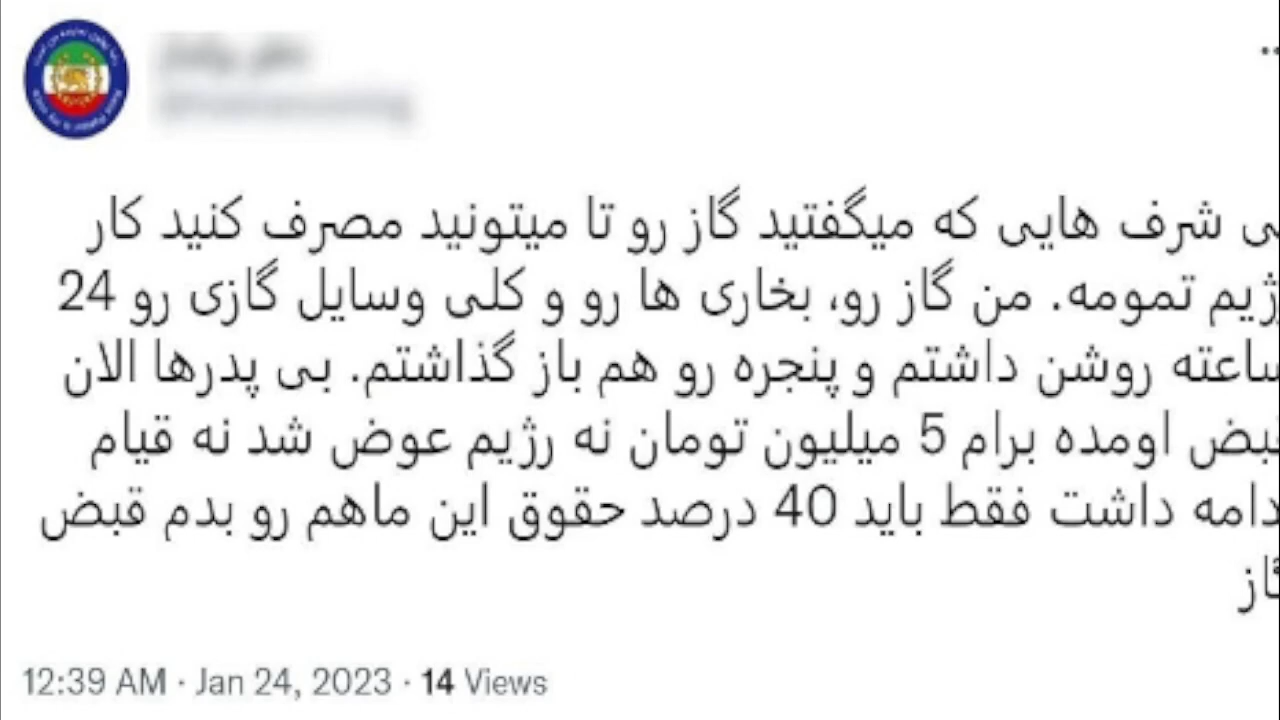 شرف هایی که میگفتید گاز رو تا میتونید مصرف کنید کار
رژیم تمومه. من گاز رو، بخاری ها رو و کلی وسایل گازی رو 24
ساعته روشن داشتم و پنجره رو هم باز گذاشتم. بی پدرها الان
قبض اومده برام 5 میلیون تومان نه رژیم عوض شد نه قیام
ادامه داشت فقط باید 40 درصد حقوق این ماهم رو بدم قبض
گاز
12:39 AM · Jan 24, 2023 · 14 Views